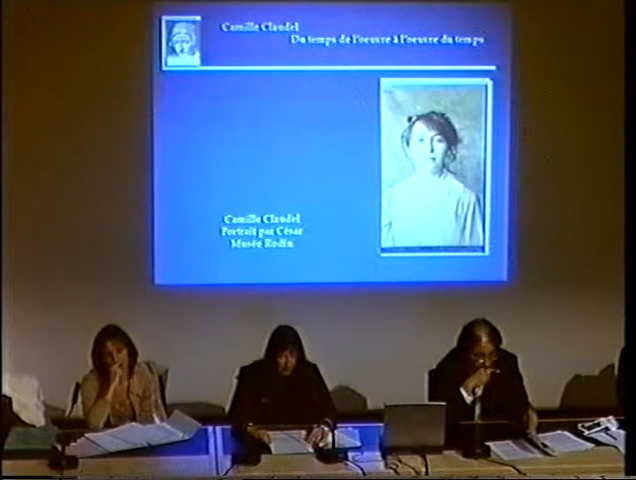 Camille Claudel
Du temps de l'oeuvre à l'oeuvre du temps
Camille Claudel
Portrait par César
Musée Rodin